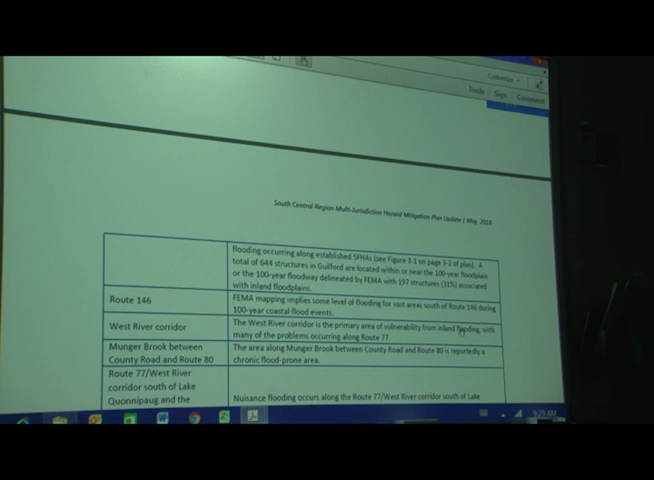 Customize
Tools Sign Comment
South Central Region Multi-Jurisdiction Hazard Mitigation Plan Update | May 2018
flooding occurring along established SFHAs (see Figure 3-1 on page 3-2 of plan). A
total of 644 structures in Guilford are located within or near the 100-year floodplain
or the 100-year floodway delineated by FEMA with 197 structures (31%) associated
with inland floodplains.
Route 146
FEMA mapping implies some level of flooding for vast areas south of Route 146 during
100-year coastal flood events.
West River corridor
The West River corridor is the primary area of vulnerability from inland flooding, with
many of the problems occurring along Route 77.
Munger Brook between
County Road and Route 80
The area along Munger Brook between County Road and Route 80 is reportedly a
chronic flood-prone area.
Route 77/West River
corridor south of Lake
Quonnipaug and the
Nuisance flooding occurs along the Route 77/West River corridor south of Lake
9:29 AM